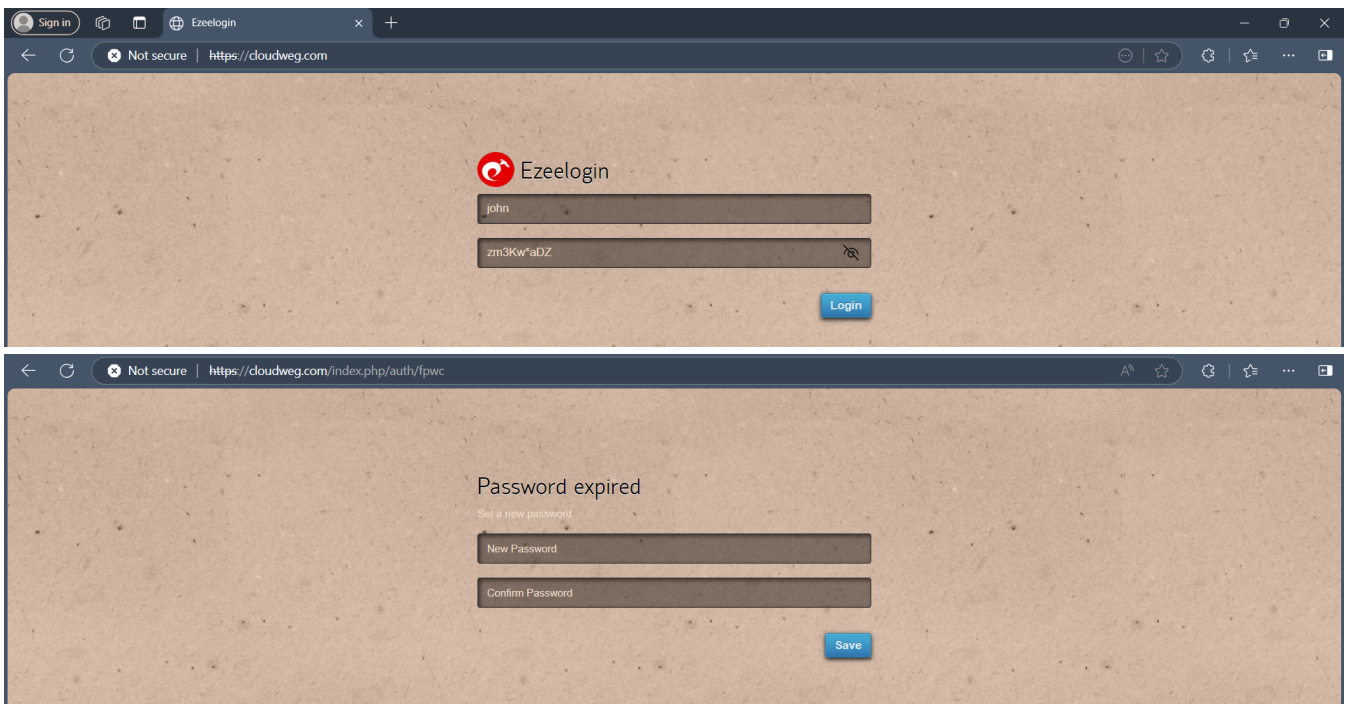 Sign in
Ezeelogin
Not secure | https://cloudweg.com
Ezeelogin
john
zm3Kw*aDZ
Login
Not secure | https://cloudweg.com/index.php/auth/fpwc
Password expired
Set a new password.
New Password
Confirm Password
Save